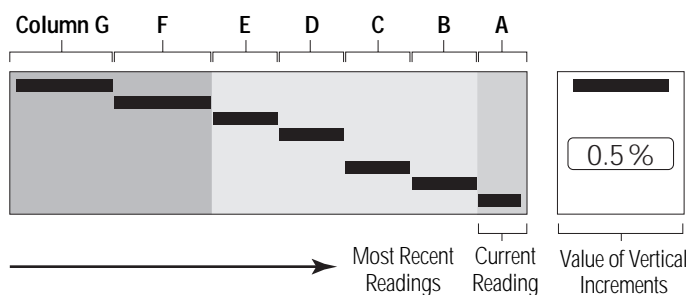 Column G F E D C B A
0.5%
Most Recent Current Value of Vertical
Readings Reading Increments